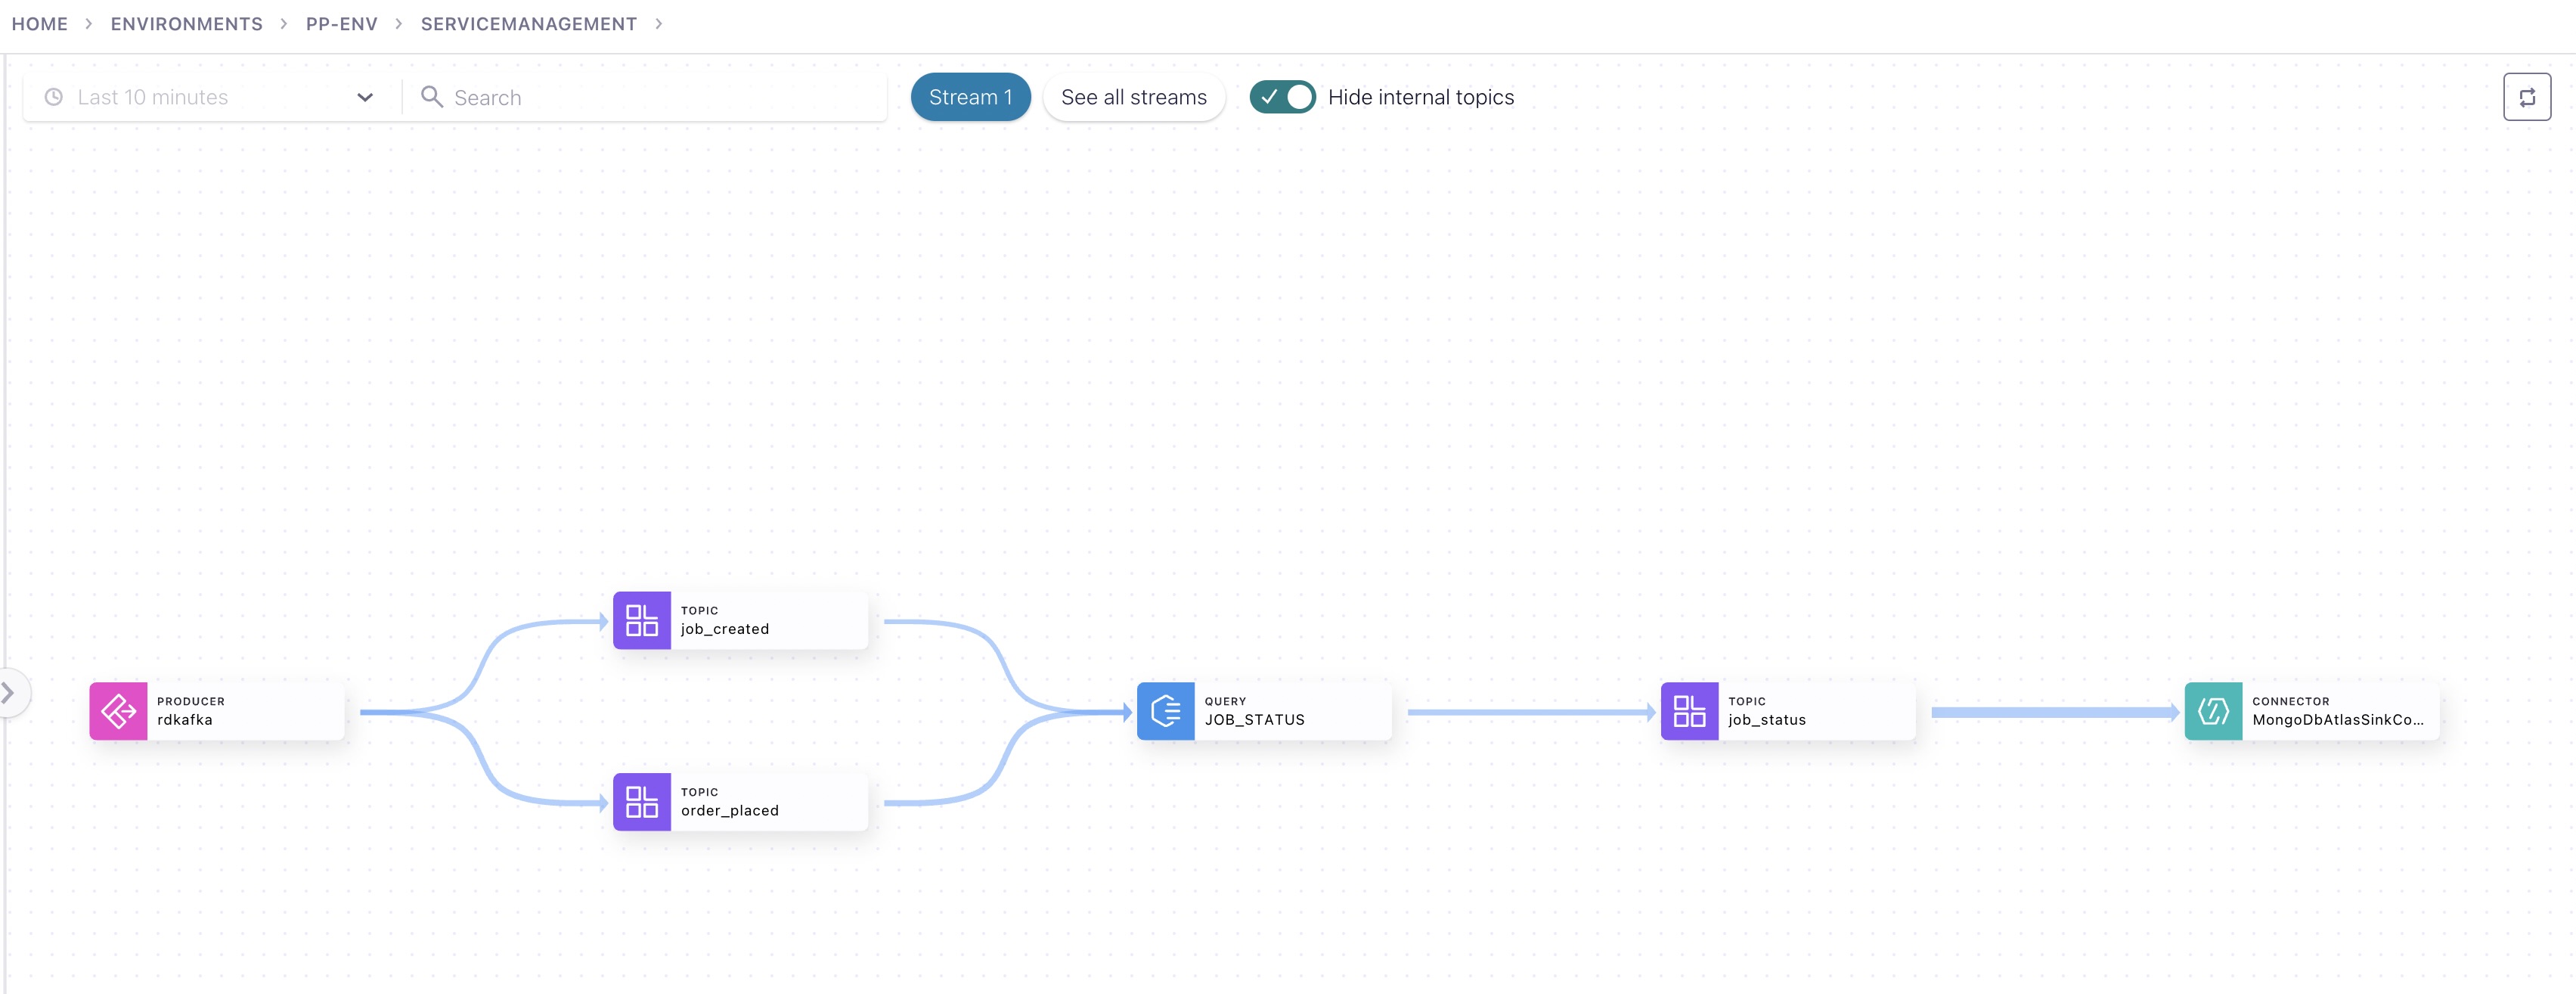 HOME > ENVIRONMENTS > PP-ENV > SERVICEMANAGEMENT >
Last 10 minutes
Search
Stream 1
See all streams
Hide internal topics
TOPIC
job_created
PRODUCER
rdkafka
QUERY
JOB_STATUS
TOPIC
job_status
CONNECTOR
MongoDbAtlasSinkCo...
TOPIC
order_placed